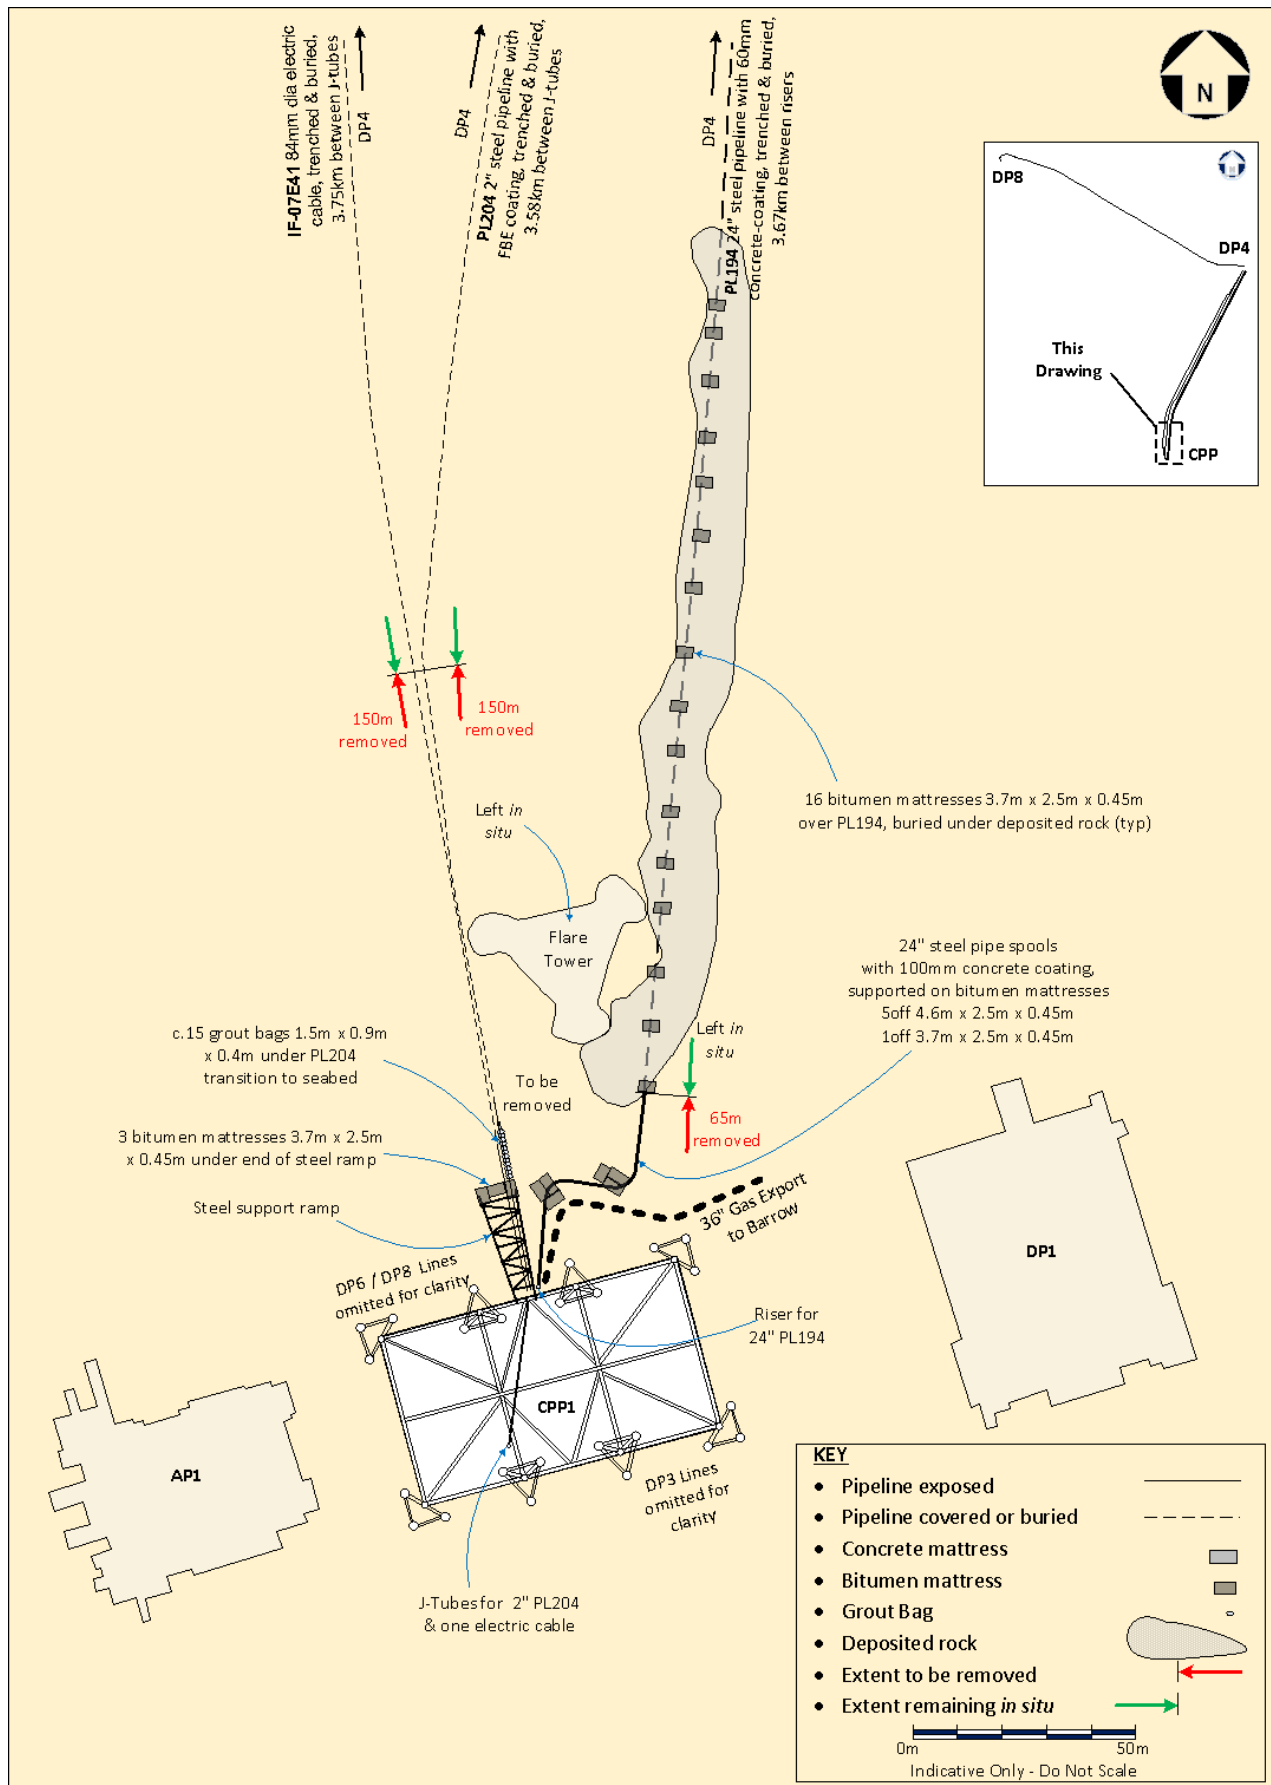 IF-07E41 84mm dia electric
cable, trenched & buried,
3.75km between J-tubes
DP4
DP4
PL204 2" steel pipeline with
FBE coating, trenched & buried,
3.58km between J-tubes
DP4
PL194 24" steel pipeline with 60mm
concrete-coating, trenched & buried,
3.67km between risers
N
DP8
DP4
This
Drawing
CPP
150m
removed
150m
removed
16 bitumen mattresses 3.7m x 2.5m x 0.45m
over PL194, buried under deposited rock (typ)
Left in
situ
Flare
Tower
24" steel pipe spools
with 100mm concrete coating,
supported on bitumen mattresses
5off 4.6m x 2.5m x 0.45m
1off 3.7m x 2.5m x 0.45m
Left in
situ
c.15 grout bags 1.5m x 0.9m
x 0.4m under PL204
transition to seabed
To be
removed
65m
removed
3 bitumen mattresses 3.7m x 2.5m
x 0.45m under end of steel ramp
Steel support ramp
36" Gas Export
to Barrow
DP6 / DP8 Lines
omitted for clarity
DP1
Riser for
24" PL194
CPP1
AP1
DP3 Lines
omitted for
clarity
J-Tubes for 2" PL204
& one electric cable
KEY
• Pipeline exposed
• Pipeline covered or buried
• Concrete mattress
• Bitumen mattress
• Grout Bag
• Deposited rock
• Extent to be removed
• Extent remaining in situ
0m 50m
Indicative Only - Do Not Scale